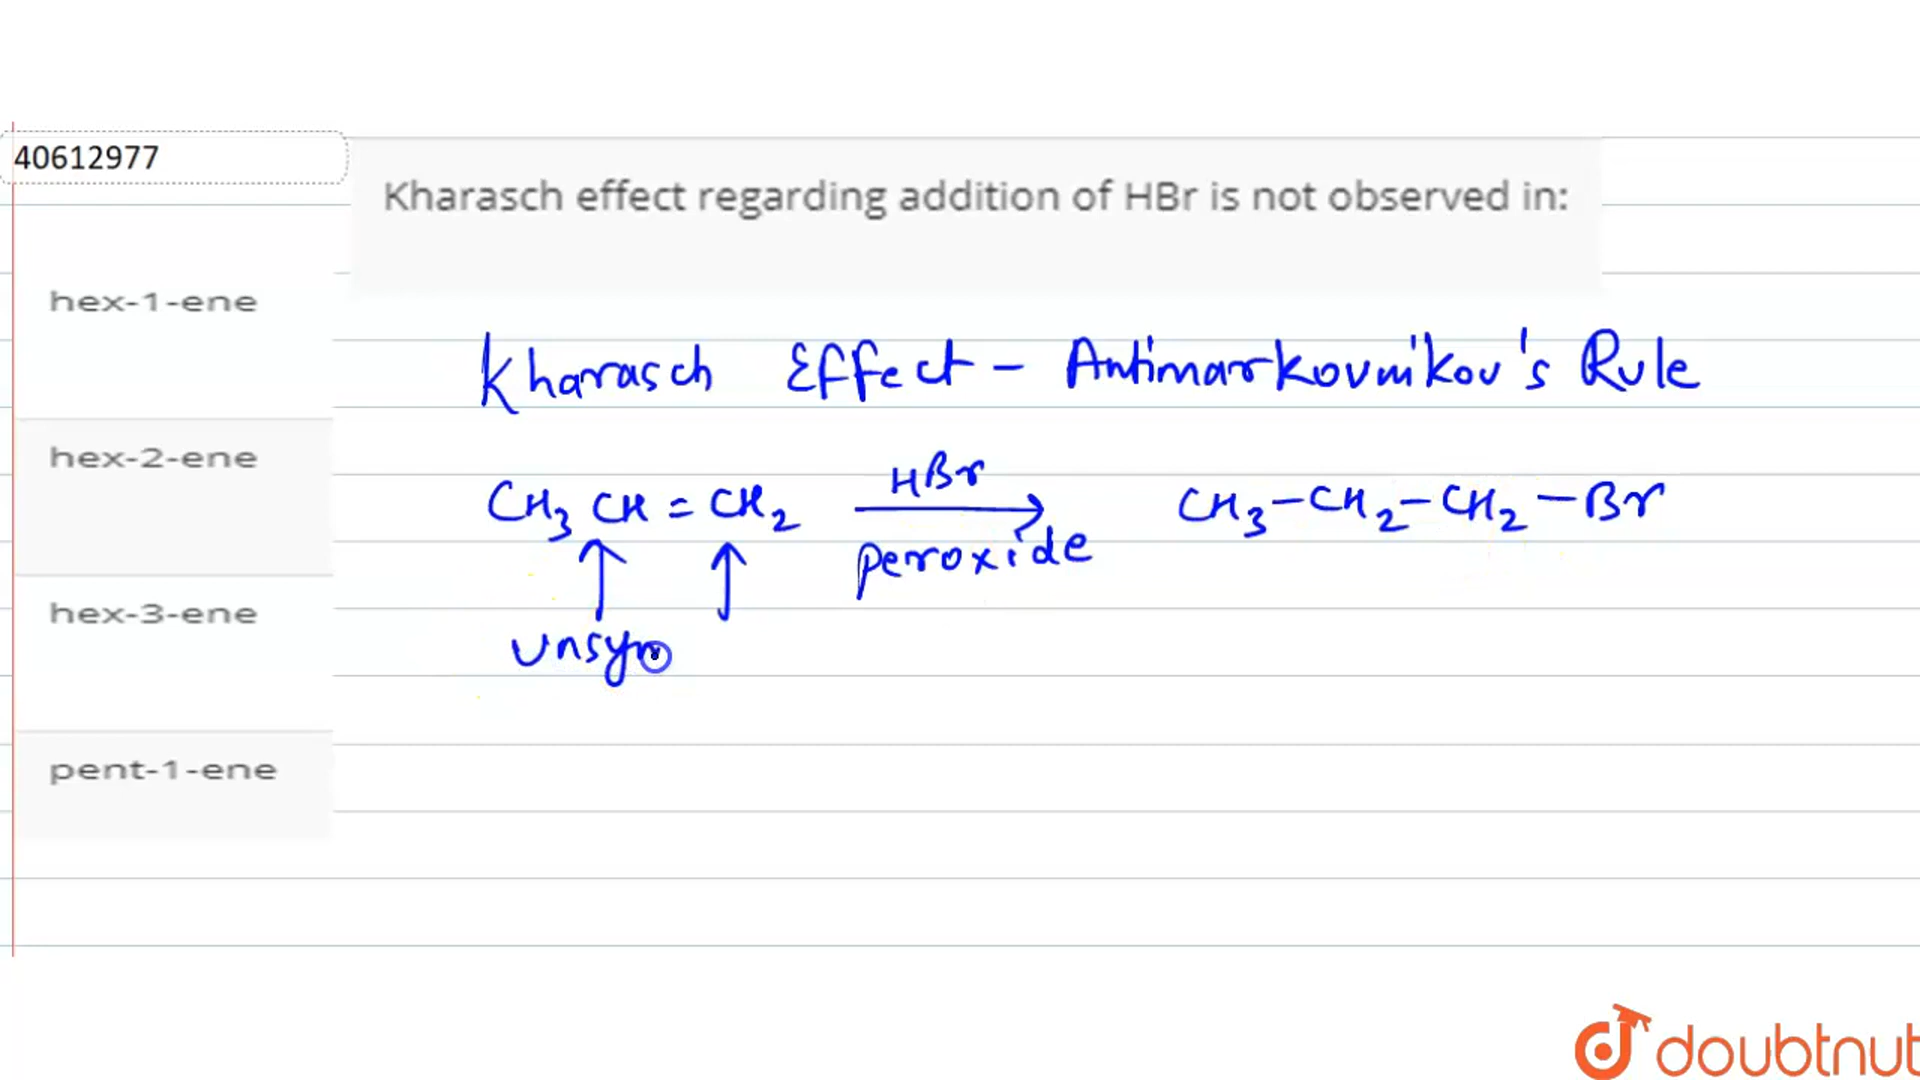 40612977
Kharasch effect regarding addition of HBr is not observed in:
hex-1-ene
hex-2-ene
hex-3-ene
pent-1-ene
Kharasch Effect - Antimarkovnikov's Rule
CH3 CH = CH2 HBr peroxide CH3-CH2-CH2-Br
Unsym
doubtnut